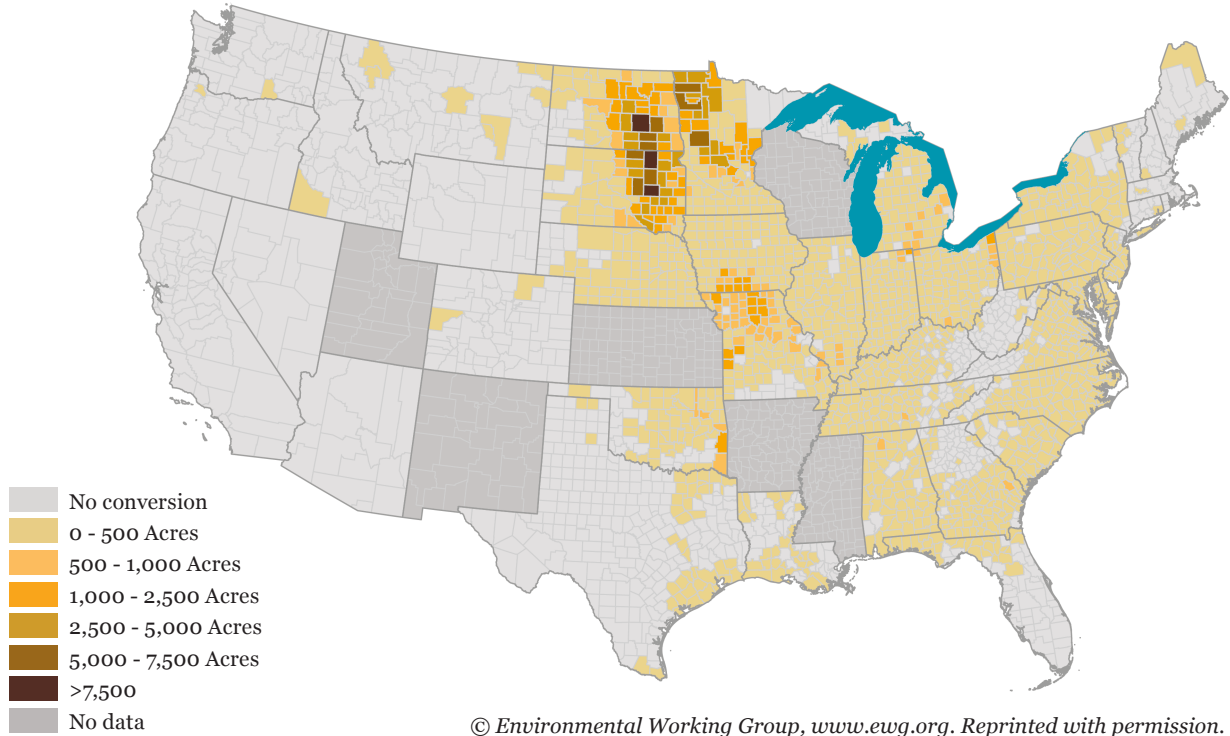 No conversion
0 - 500 Acres
500 - 1,000 Acres
1,000 - 2,500 Acres
2,500 - 5,000 Acres
5,000 - 7,500 Acres
>7,500
No data
© Environmental Working Group, www.ewg.org. Reprinted with permission.